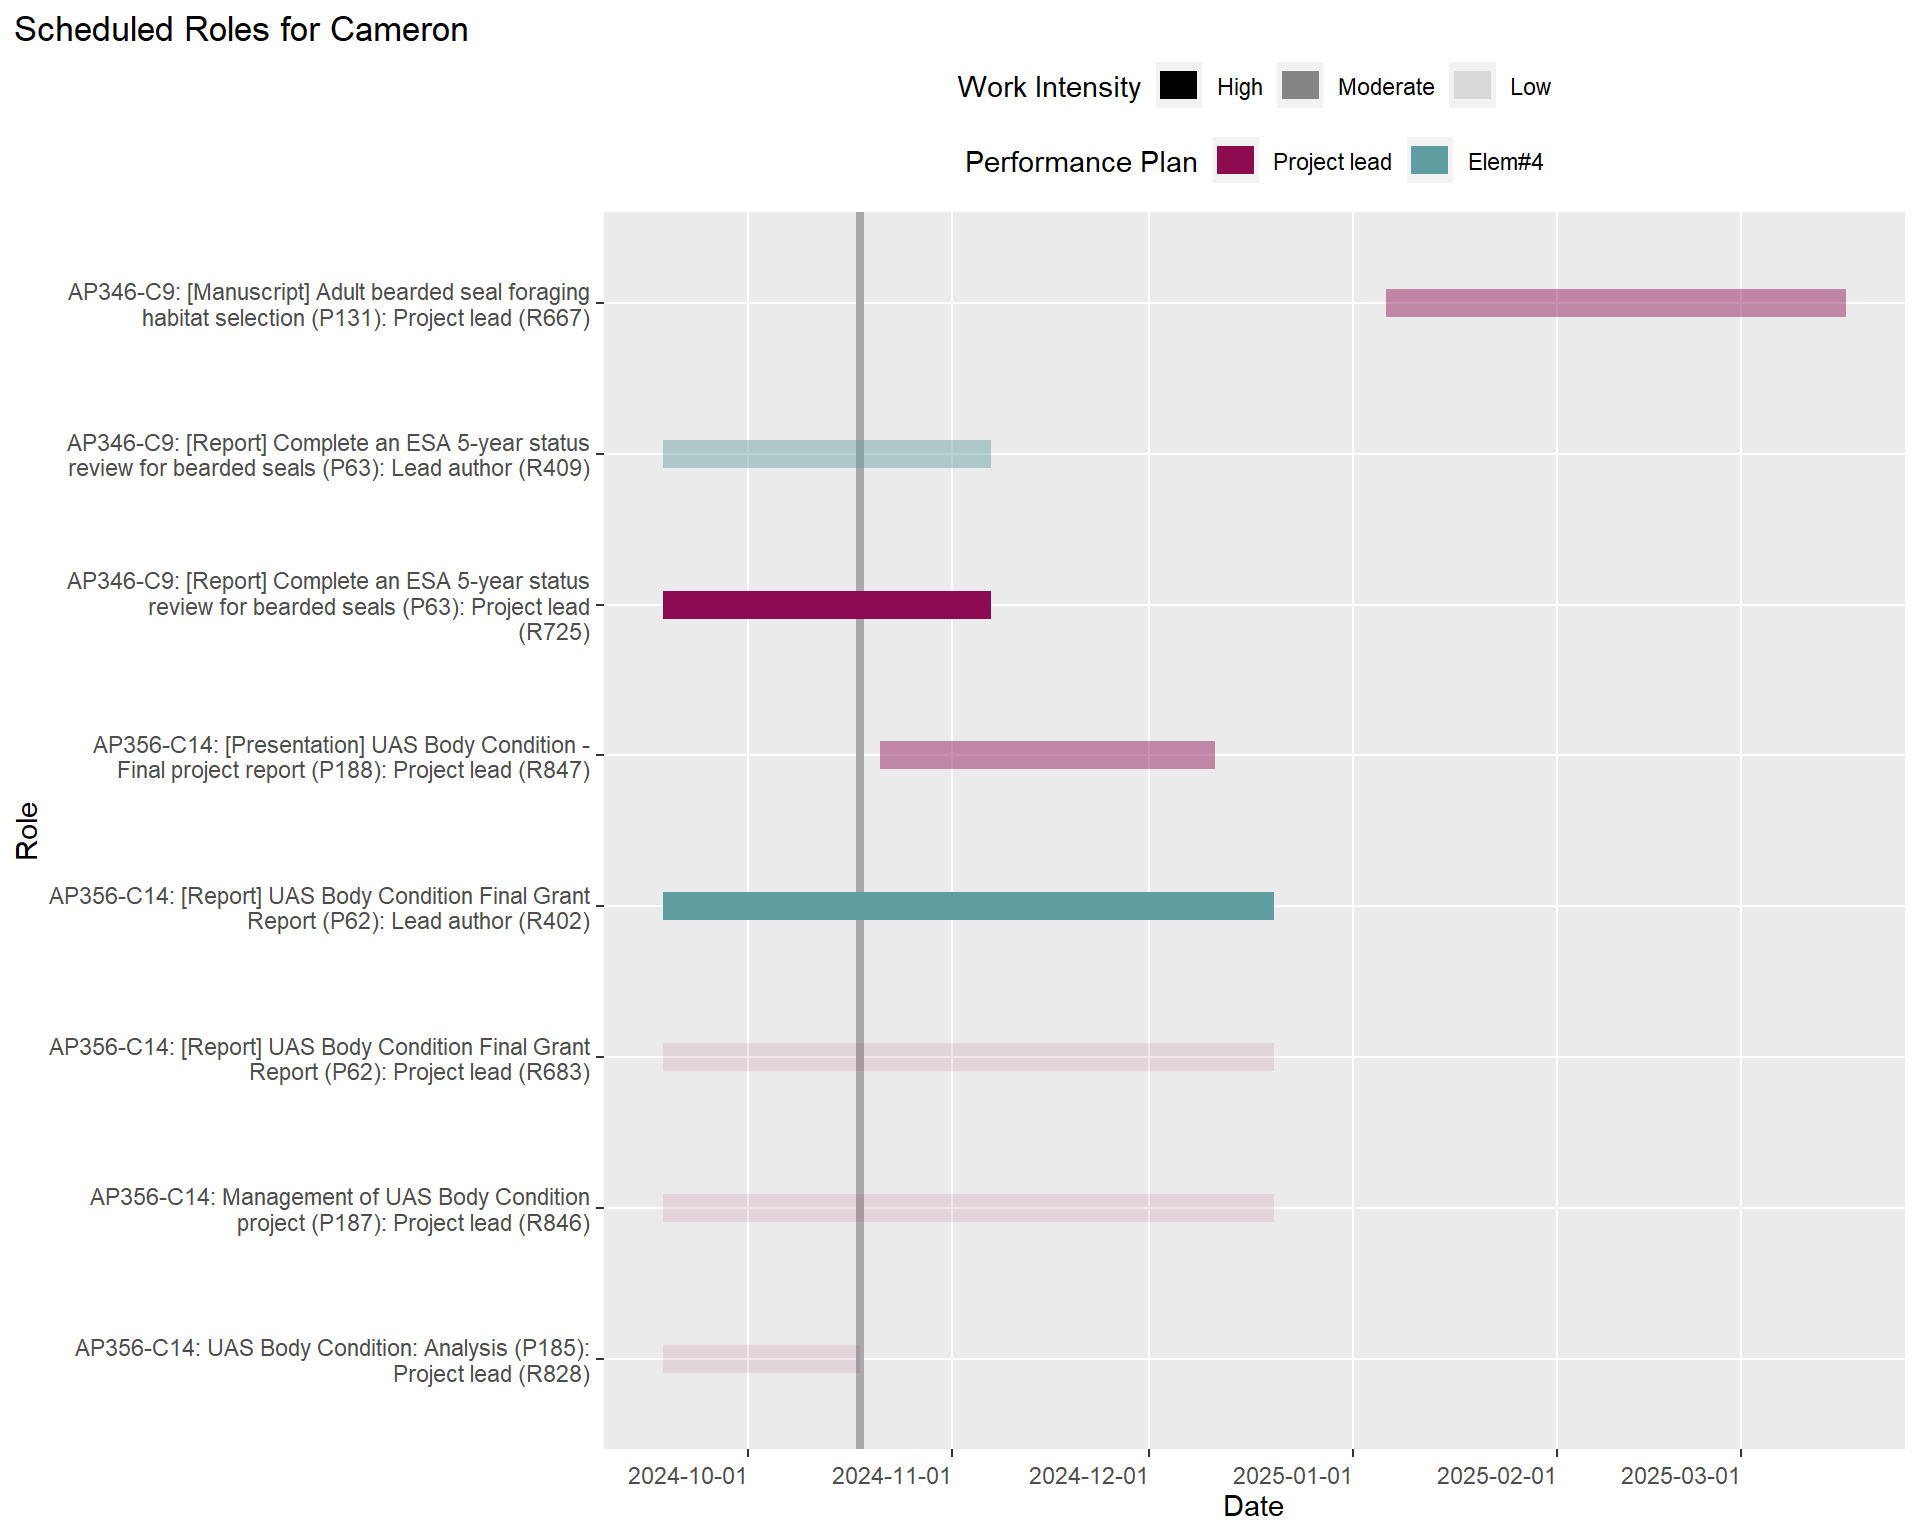 Scheduled Roles for Cameron
Work Intensity High Moderate Low
Performance Plan Project lead Elem#4
AP346-C9: [Manuscript] Adult bearded seal foraging
habitat selection (P131): Project lead (R667)
AP346-C9: [Report] Complete an ESA 5-year status
review for bearded seals (P63): Lead author (R409)
AP346-C9: [Report] Complete an ESA 5-year status
review for bearded seals (P63): Project lead
(R725)
AP356-C14: [Presentation] UAS Body Condition -
Final project report (P188): Project lead (R847)
Role
AP356-C14: [Report] UAS Body Condition Final Grant
Report (P62): Lead author (R402)
AP356-C14: [Report] UAS Body Condition Final Grant
Report (P62): Project lead (R683)
AP356-C14: Management of UAS Body Condition
project (P187): Project lead (R846)
AP356-C14: UAS Body Condition: Analysis (P185):
Project lead (R828)
2024-10-01 2024-11-01 2024-12-01 2025-01-01 2025-02-01 2025-03-01
Date